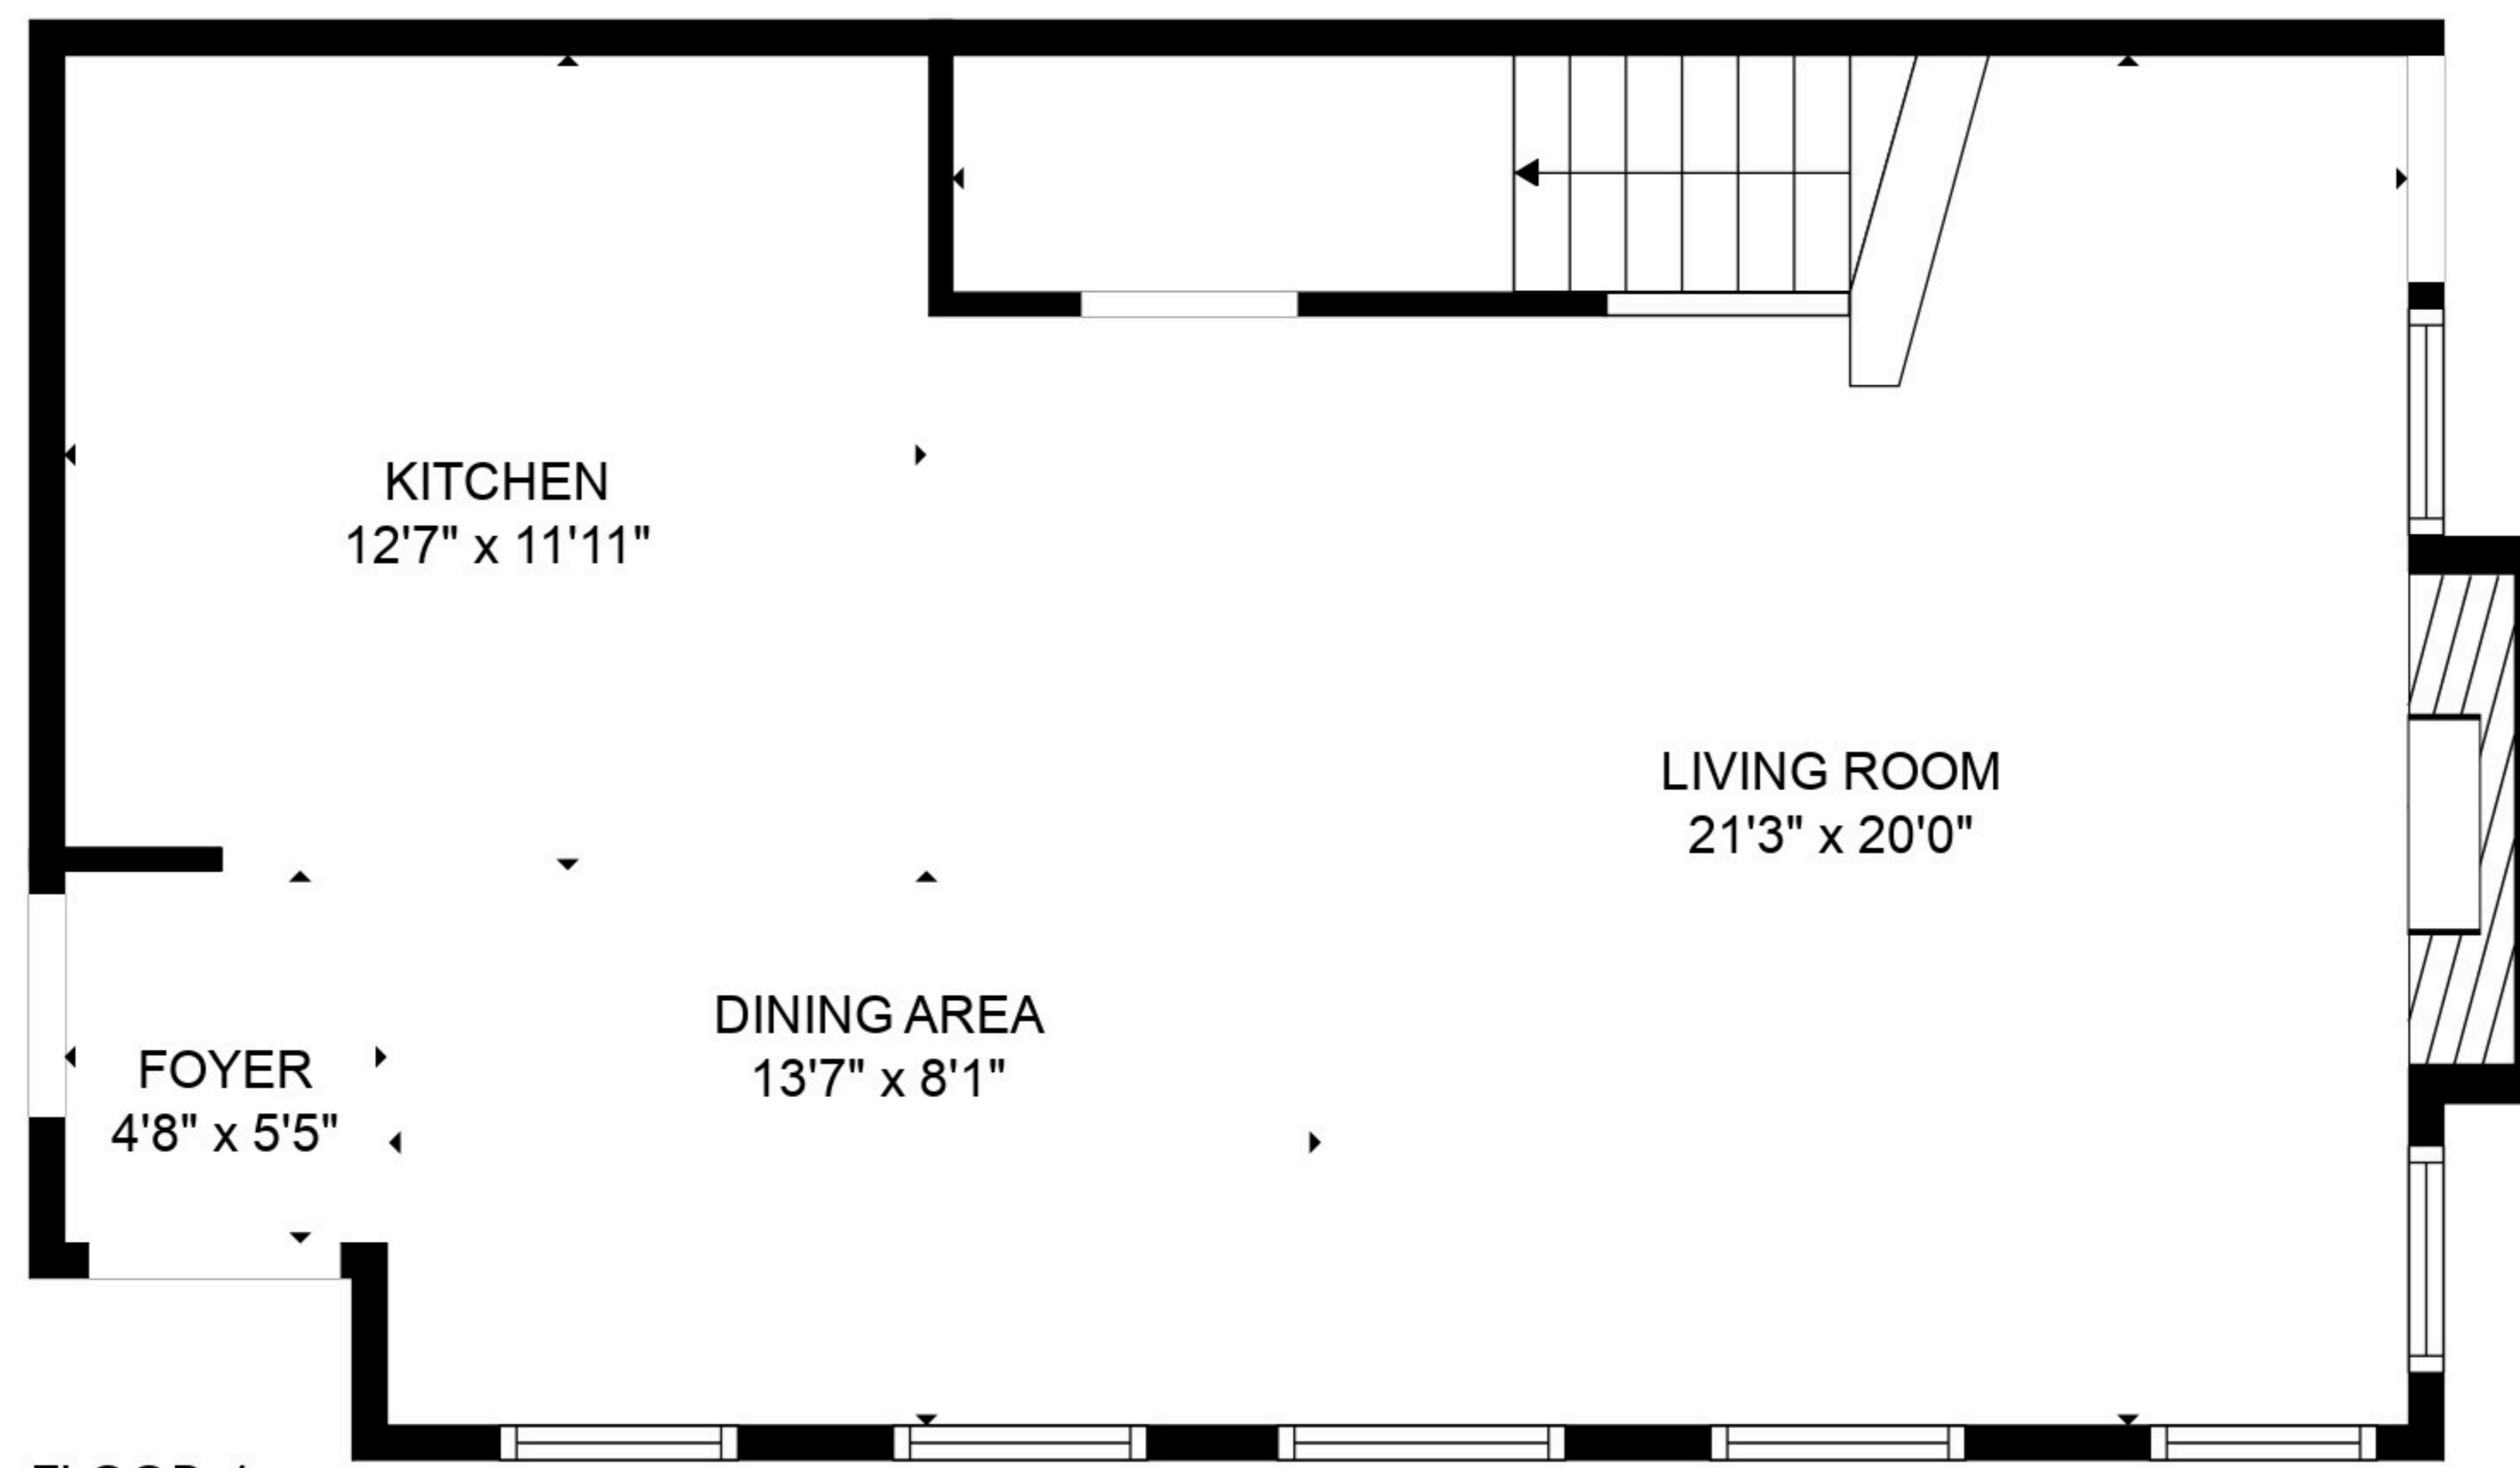 KITCHEN
12'7" x 11'11"
LIVING ROOM
21'3" x 20'0"
DINING AREA
13'7" x 8'1"
FOYER
4'8" x 5'5"